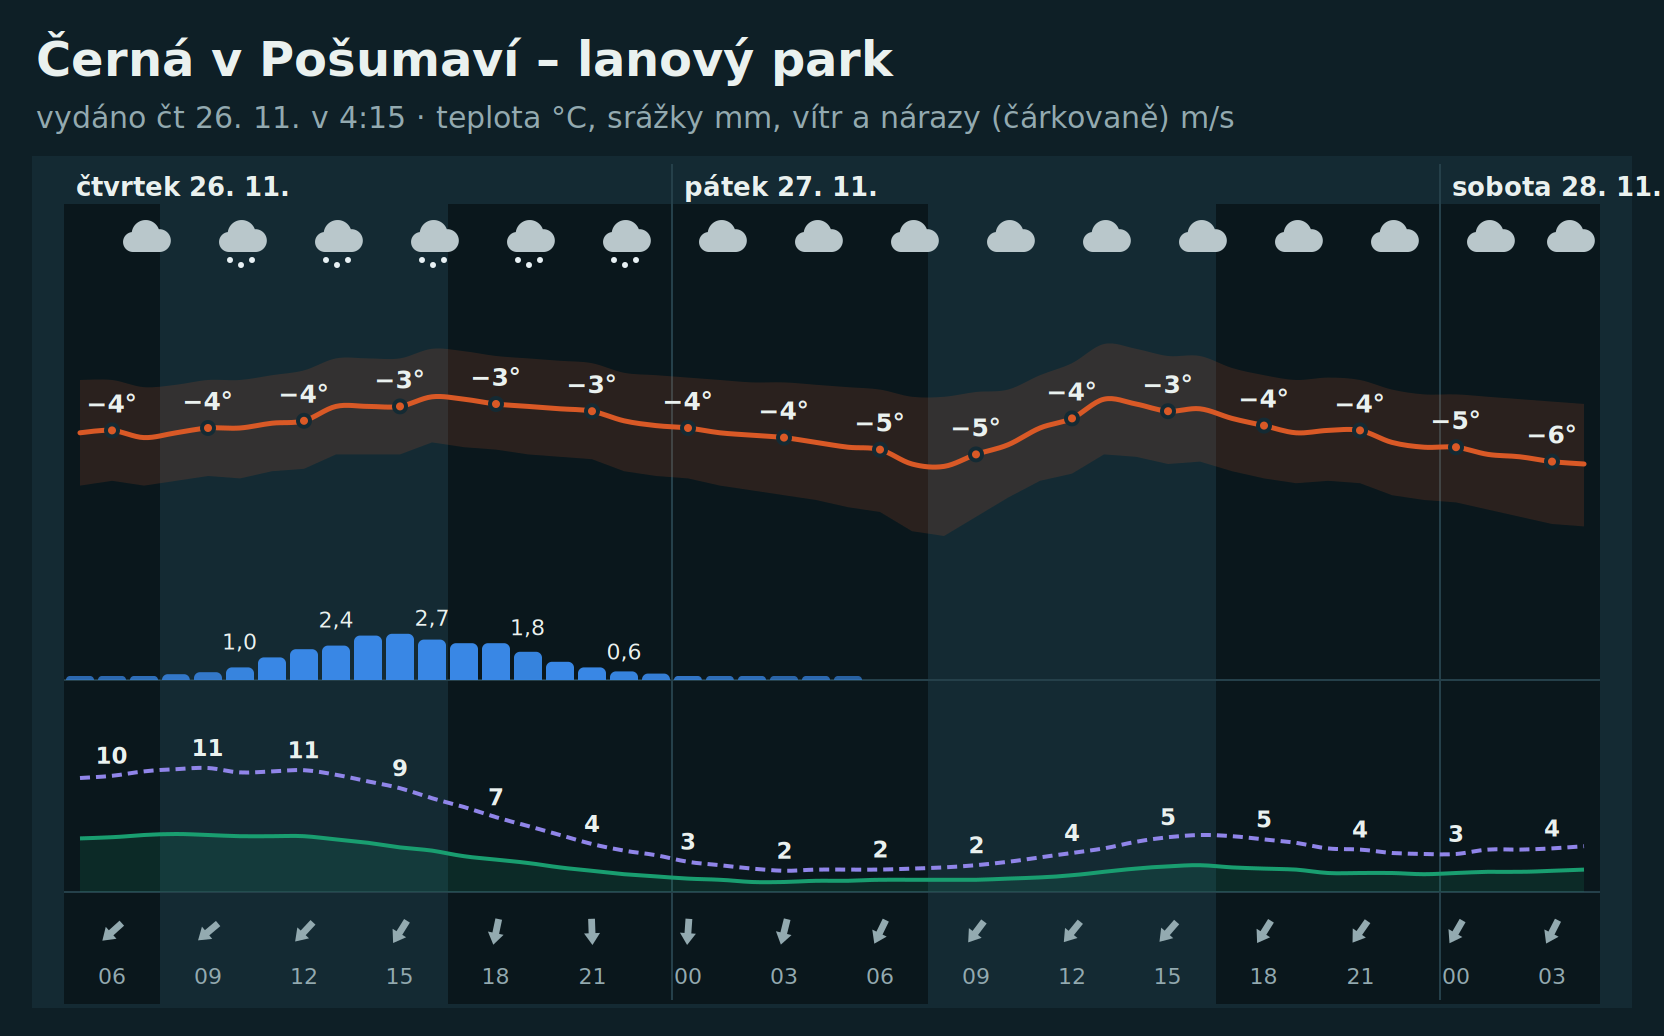 Černá v Pošumaví – lanový park
vydáno čt 26. 11. v 4:15 · teplota °C, srážky mm, vítr a nárazy (čárkovaně) m/s
čtvrtek 26. 11. pátek 27. 11. sobota 28. 11.
−4° −4° −4° −3° −3° −3° −4° −4° −5° −5° −4° −3° −4° −4° −5° −6°
1,0 2,4 2,7 1,8 0,6
10 11 11 9 7 4 3 2 2 2 4 5 5 4 3 4
06 09 12 15 18 21 00 03 06 09 12 15 18 21 00 03